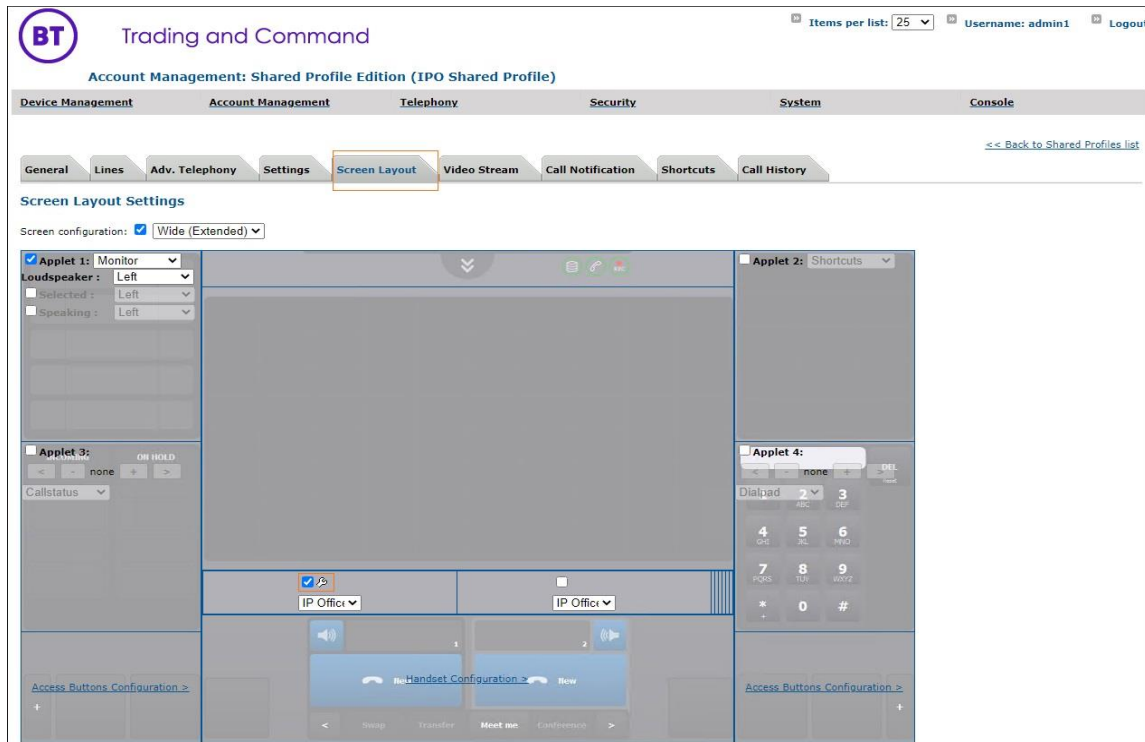 BT Trading and Command
Items per list: 25 Username: admin1 Logout
Account Management: Shared Profile Edition (IPO Shared Profile)
Device Management Account Management Telephony Security System Console
<< Back to Shared Profiles list
General Lines Adv. Telephony Settings Screen Layout Video Stream Call Notification Shortcuts Call History
Screen Layout Settings
Screen configuration: Wide (Extended)
Applet 1: Monitor
Loudspeaker : Left
Selected : Left
Speaking : Left
Applet 2: Shortcuts
Applet 3:
ON HOLD
< - none + >
Callstatus
Applet 4:
< - none + >
DEL
Dialpad
2 ABC 3 DEF
4 GHI 5 JKL 6 MNO
7 PQRS 8 TUV 9 WXYZ
* + 0 #
IP Office IP Office
1 2
Handset Configuration >
New
Access Buttons Configuration >
+
Access Buttons Configuration >
+
< Swap Transfer Meet me Conference >